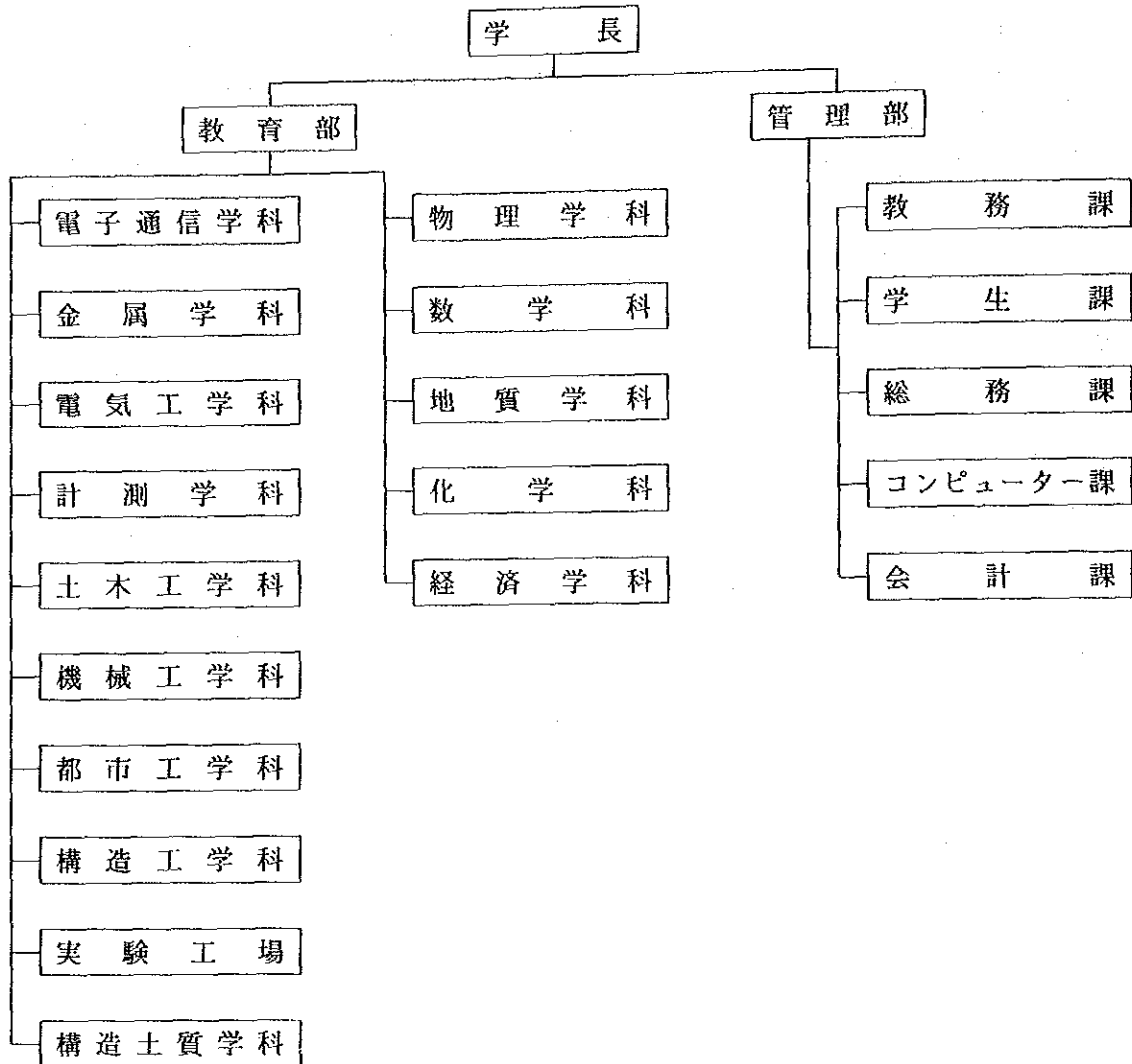 学長
教育部
管理部
電子通信学科
金属学科
電気工学科
計測学科
土木工学科
機械工学科
都市工学科
構造工学科
実験工場
構造土質学科
物理学科
数学科
地質学科
化学科
経済学科
教務課
学生課
総務課
コンピューター課
会計課